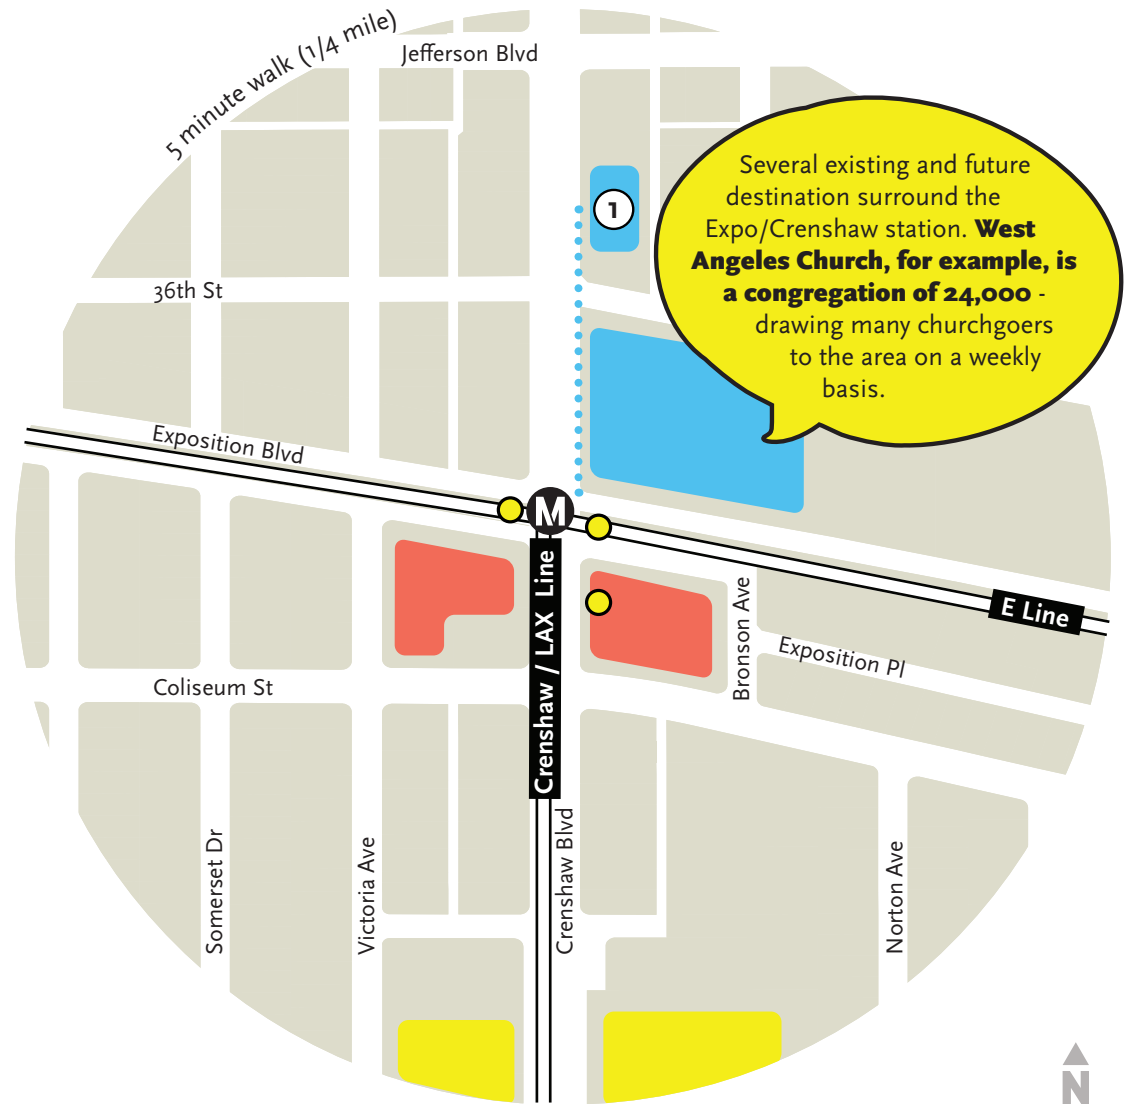 5 minute walk (1/4 mile)
Jefferson Blvd
Several existing and future
destination surround the
Expo/Crenshaw station. West
Angeles Church, for example, is
a congregation of 24,000 -
drawing many churchgoers
to the area on a weekly
basis.
1
36th St
Exposition Blvd
M
Crenshaw / LAX Line
E Line
Bronson Ave
Exposition Pl
Coliseum St
Somerset Dr
Victoria Ave
Crenshaw Blvd
Norton Ave
N